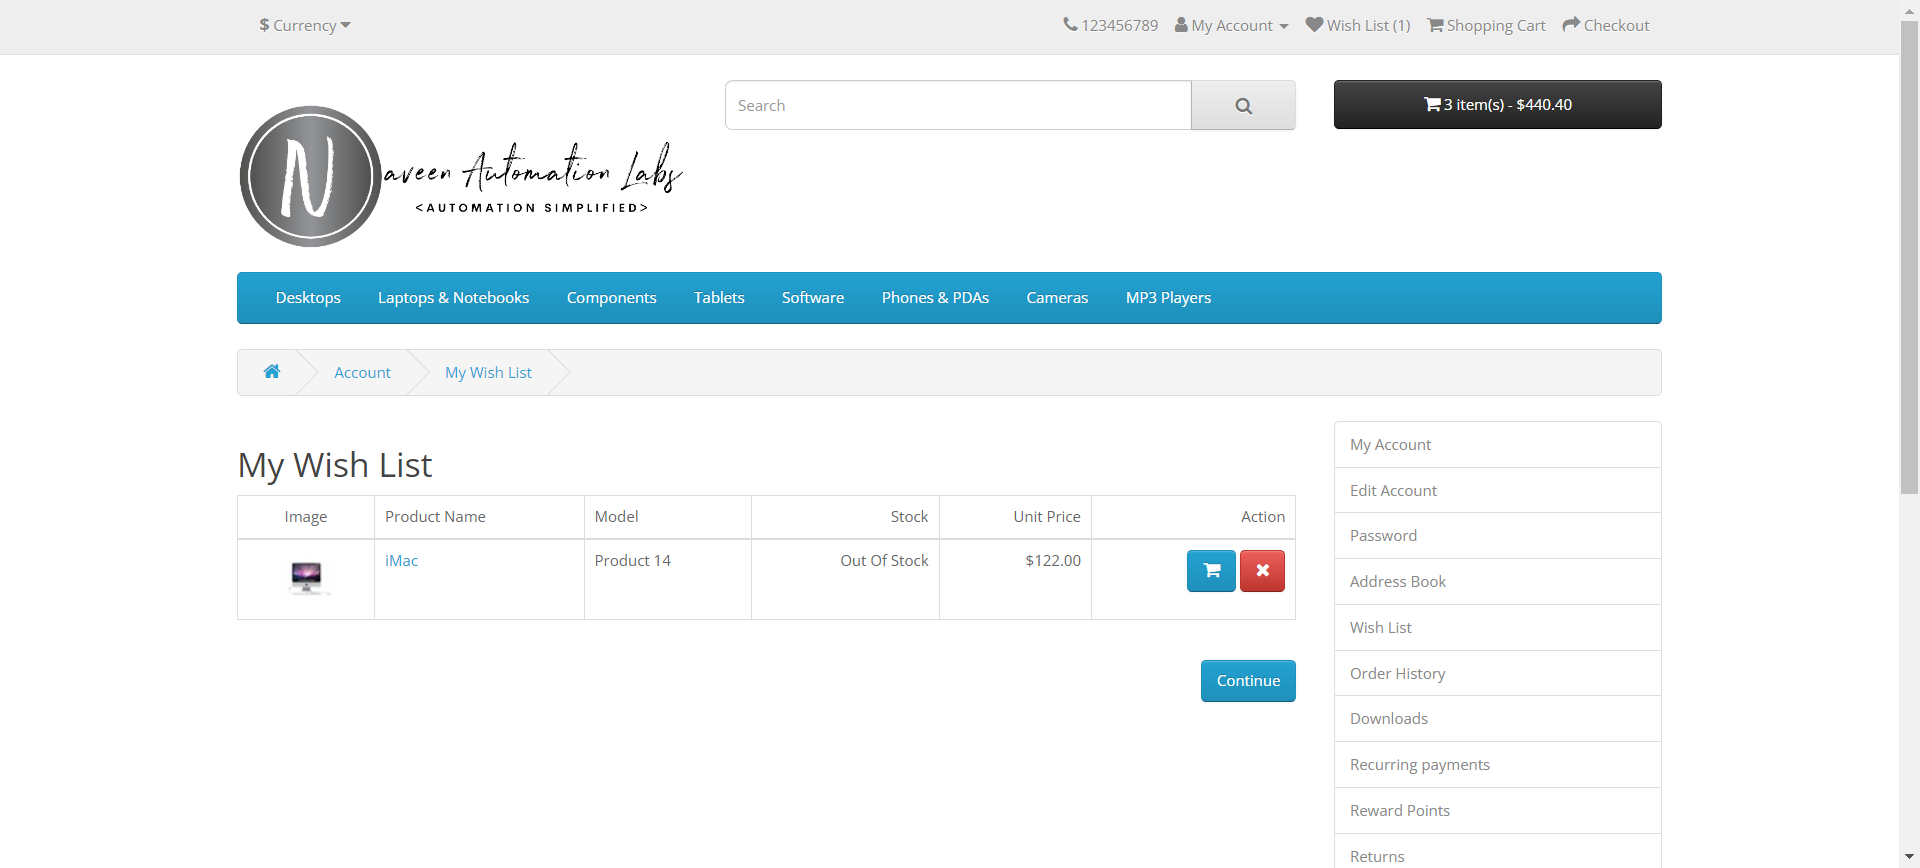 $ Currency
123456789 My Account Wish List (1) Shopping Cart Checkout
N aveen Automation Labs
<AUTOMATION SIMPLIFIED>
Search
3 item(s) - $440.40
Desktops Laptops & Notebooks Components Tablets Software Phones & PDAs Cameras MP3 Players
Account My Wish List
My Wish List
Image Product Name Model Stock Unit Price Action
iMac Product 14 Out Of Stock $122.00
Continue
My Account
Edit Account
Password
Address Book
Wish List
Order History
Downloads
Recurring payments
Reward Points
Returns